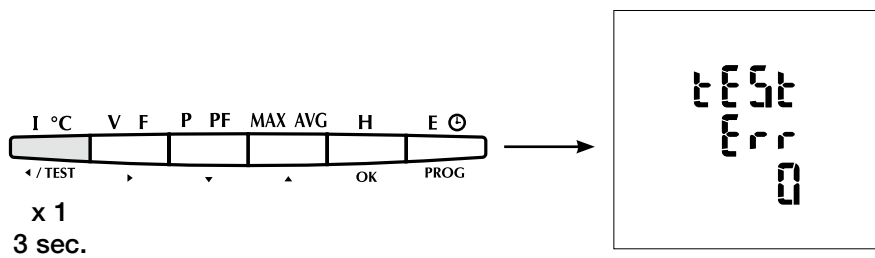 I °C V F P PF MAX AVG H E
/ TEST OK PROG
x 1
3 sec.
tESt
Err
0